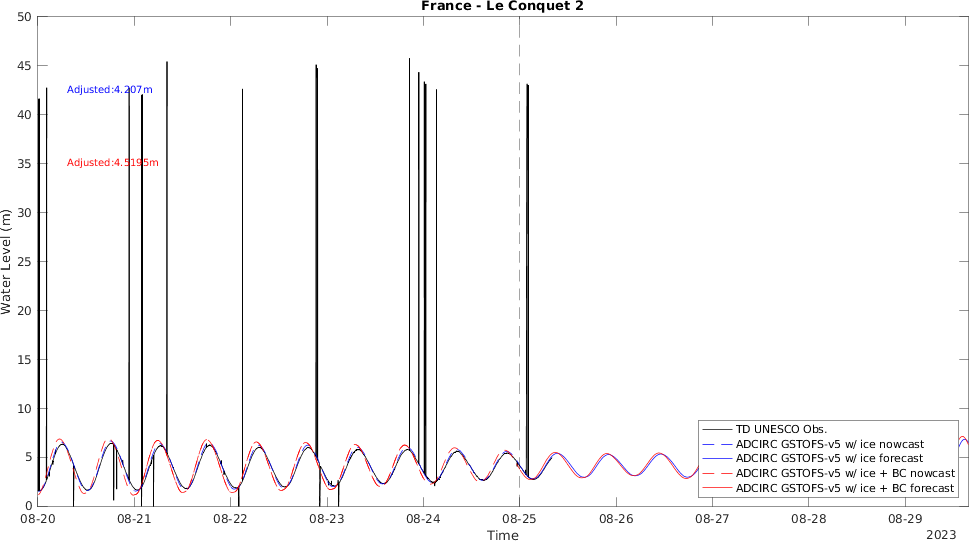 France - Le Conquet 2
50
45
40
35
30
25
20
15
10
5
0
Water Level (m)
Adjusted:4.207m
Adjusted:4.5195m
TD UNESCO Obs.
ADCIRC GSTOFS-v5 w/ ice nowcast
ADCIRC GSTOFS-v5 w/ ice forecast
ADCIRC GSTOFS-v5 w/ ice + BC nowcast
ADCIRC GSTOFS-v5 w/ ice + BC forecast
08-20 08-21 08-22 08-23 08-24 08-25 08-26 08-27 08-28 08-29
Time
2023